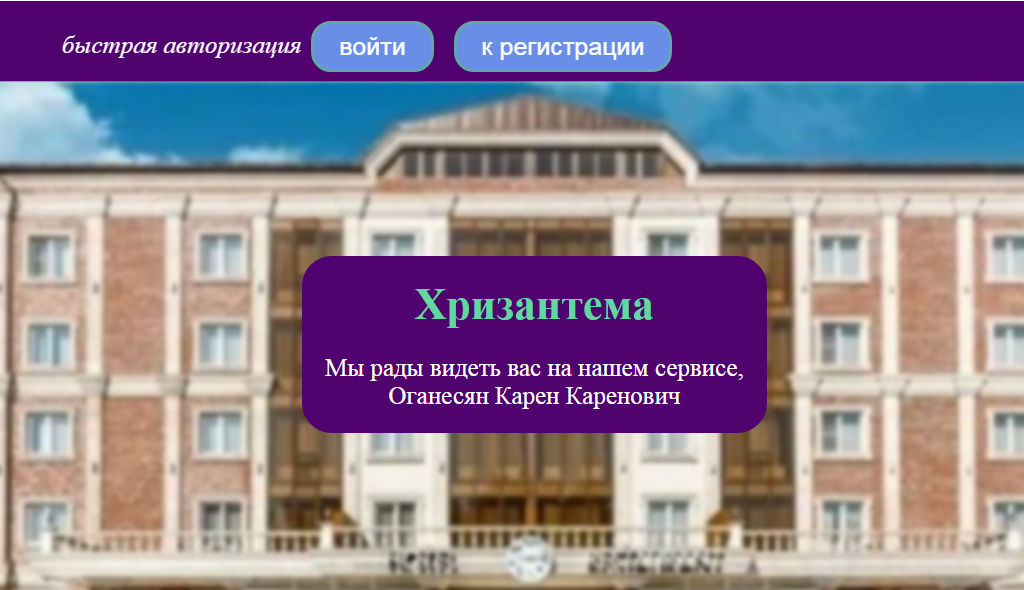 быстрая авторизация войти к регистрации
Хризантема
Мы рады видеть вас на нашем сервисе,
Оганесян Карен Каренович